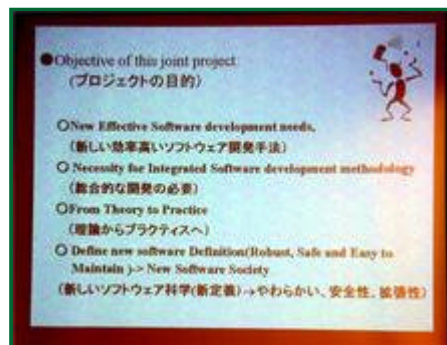 ●Objective of this joint project
(プロジェクトの目的)
○New Effective Software development needs,
(新しい効率高いソフトウェア開発手法)
○ Necessity for Integrated Software development methodology
(総合的な開発の必要)
○From Theory to Practice
(理論からプラクティスへ)
○ Define new software Definition(Robust, Safe and Easy to
Maintain )-> New Software Society
(新しいソフトウェア科学(新定義)→やわらかい、安全性、拡張性)